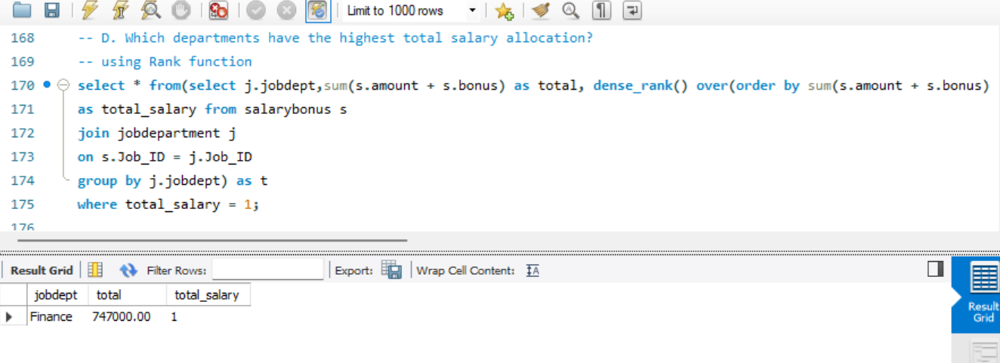 Limit to 1000 rows
168 -- D. Which departments have the highest total salary allocation?
169 -- using Rank function
170 select * from(select j.jobdept,sum(s.amount + s.bonus) as total, dense_rank() over(order by sum(s.amount + s.bonus)
171 as total_salary from salarybonus s
172 join jobdepartment j
173 on s.Job_ID = j.Job_ID
174 group by j.jobdept) as t
175 where total_salary = 1;
176
Result Grid Filter Rows: Export: Wrap Cell Content:
jobdept total total_salary
Finance 747000.00 1
Result
Grid